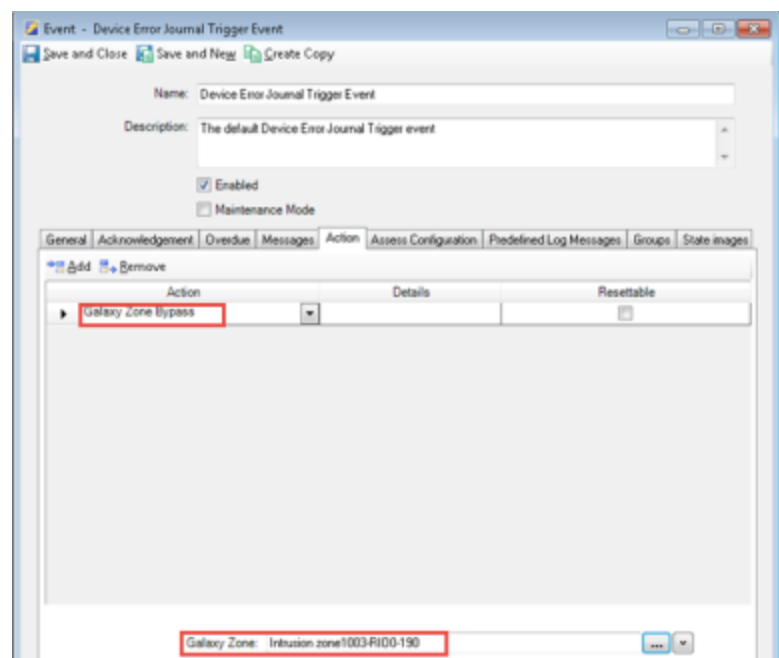 Event - Device Error Journal Trigger Event
Save and Close Save and New Create Copy
Name: Device Error Journal Trigger Event
Description: The default Device Error Journal Trigger event
Enabled
Maintenance Mode
General Acknowledgement Overdue Messages Action Assess Configuration Predefined Log Messages Groups State images
Add Remove
Action Details Resettable
Galaxy Zone Bypass
Galaxy Zone: Intrusion zone1003-RIO0-190
...